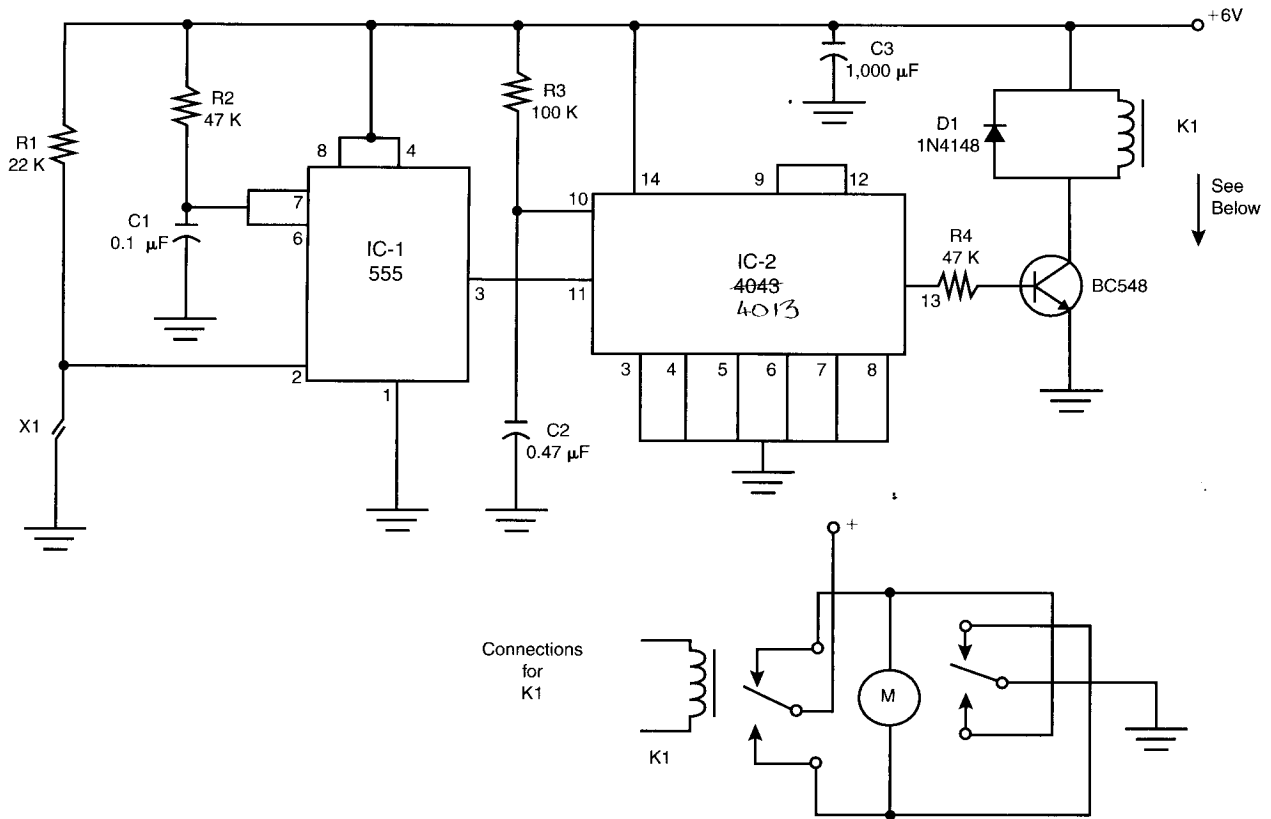 +6V
C3
1,000 µF
R2
47 K
R3
100 K
R1
22 K
D1
1N4148
K1
8
4
9
12
14
See
Below
7
10
C1
0.1 µF
6
R4
47 K
IC-1
555
IC-2
4043
4013
BC548
3
11
13
2
3
4
5
6
7
8
1
X1
C2
0.47 µF
+
Connections
for
K1
M
K1